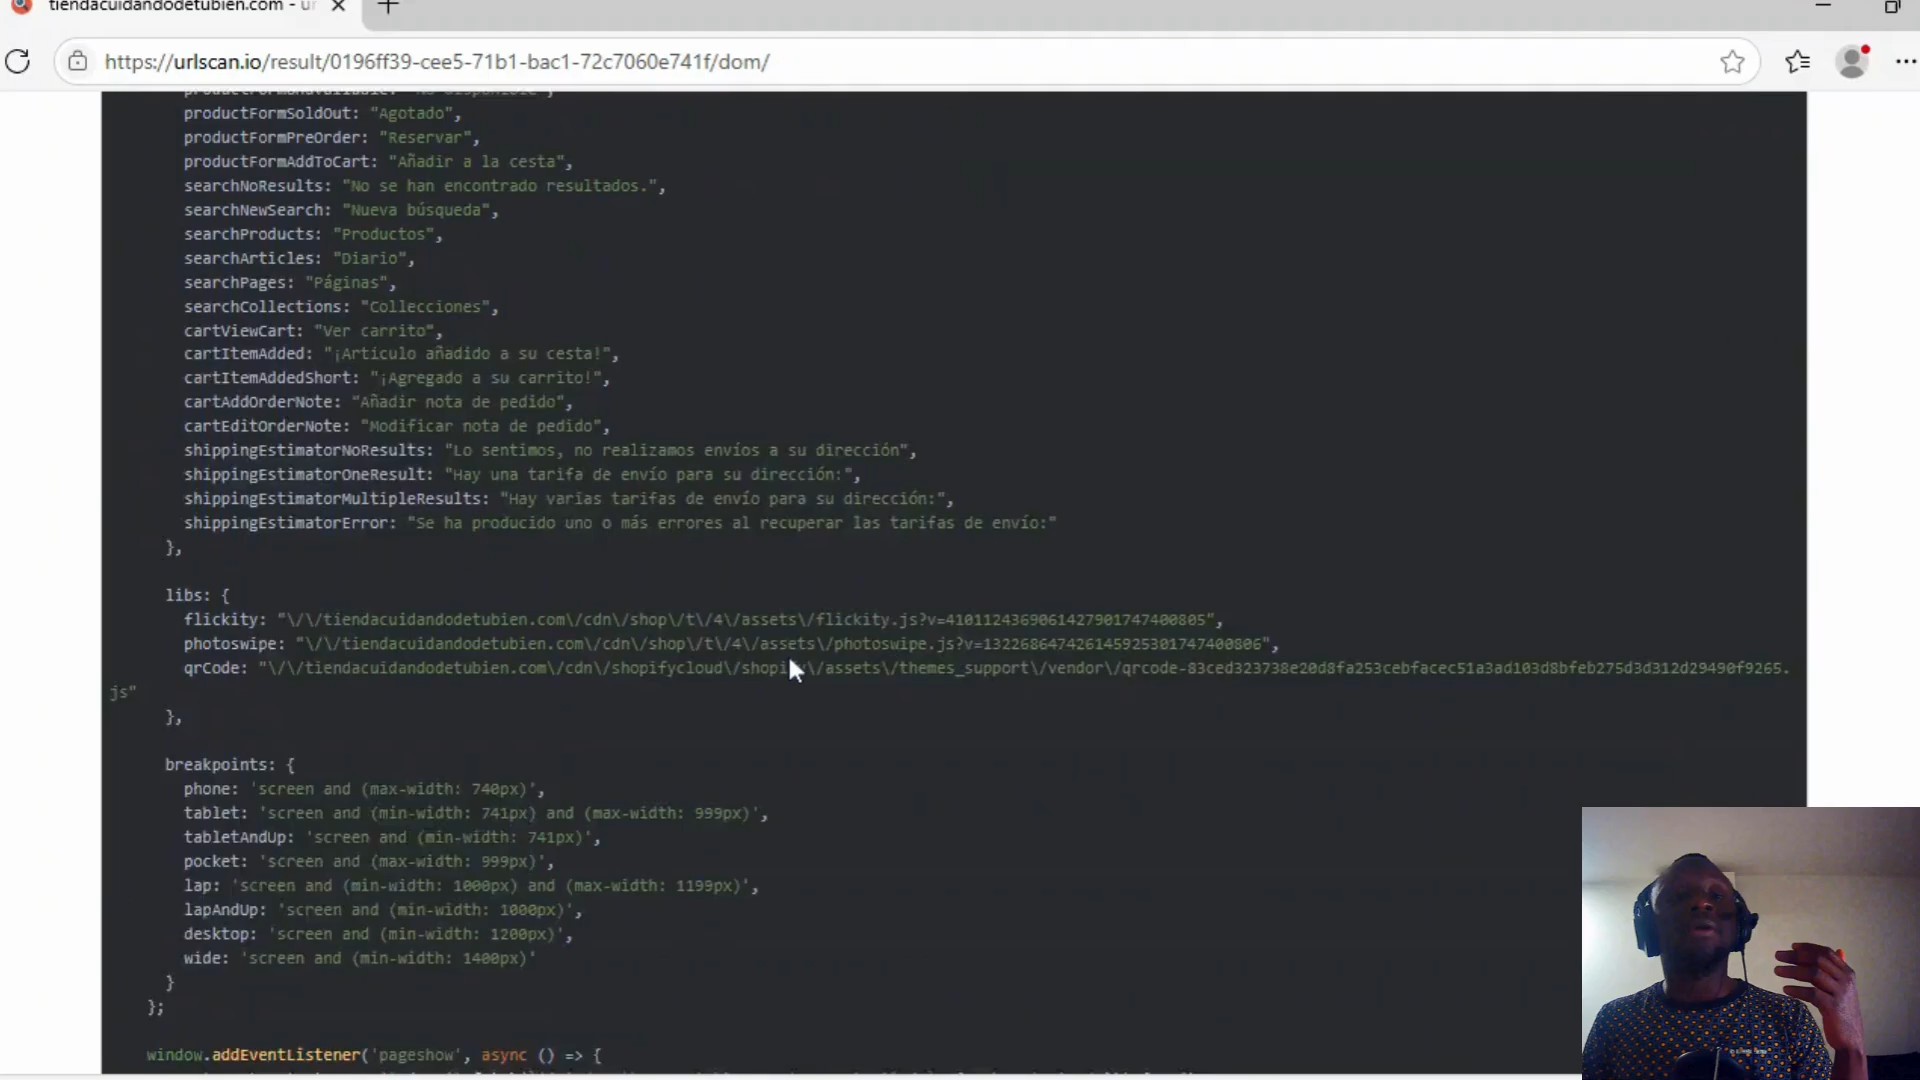 tiendacuidandodetubien.com - ur
https://urlscan.io/result/0196ff39-cee5-71b1-bac1-72c7060e741f/dom/
productFormSoldOut: "Agotado",
productFormPreOrder: "Reservar",
productFormAddToCart: "Añadir a la cesta",
searchNoResults: "No se han encontrado resultados.",
searchNewSearch: "Nueva búsqueda",
searchProducts: "Productos",
searchArticles: "Diario",
searchPages: "Páginas",
searchCollections: "Collecciones",
cartViewCart: "Ver carrito",
cartItemAdded: "¡Artículo añadido a su cesta!",
cartItemAddedShort: "¡Agregado a su carrito!",
cartAddOrderNote: "Añadir nota de pedido",
cartEditOrderNote: "Modificar nota de pedido",
shippingEstimatorNoResults: "Lo sentimos, no realizamos envíos a su dirección",
shippingEstimatorOneResult: "Hay una tarifa de envío para su dirección:",
shippingEstimatorMultipleResults: "Hay varias tarifas de envío para su dirección:",
shippingEstimatorError: "Se ha producido uno o más errores al recuperar las tarifas de envío:"
},
libs: {
flickity: "\/\/tiendacuidandodetubien.com\/cdn\/shop\/t\/4\/assets\/flickity.js?v=41011243690614279017474​00805",
photoswipe: "\/\/tiendacuidandodetubien.com\/cdn\/shop\/t\/4\/assets\/photoswipe.js?v=132268647426145925301747400806",
qrCode: "\/\/tiendacuidandodetubien.com\/cdn\/shopifycloud\/shopify\/assets\/themes_support\/vendor\/qrcode-83ced323738e20d8fa253cebfacec51a3ad103d8bfeb275d3d312d29490f9265.
js"
},
breakpoints: {
phone: 'screen and (max-width: 740px)',
tablet: 'screen and (min-width: 741px) and (max-width: 999px)',
tabletAndUp: 'screen and (min-width: 741px)',
pocket: 'screen and (max-width: 999px)',
lap: 'screen and (min-width: 1000px) and (max-width: 1199px)',
lapAndUp: 'screen and (min-width: 1000px)',
desktop: 'screen and (min-width: 1200px)',
wide: 'screen and (min-width: 1400px)'
}
};
window.addEventListener('pageshow', async () => {